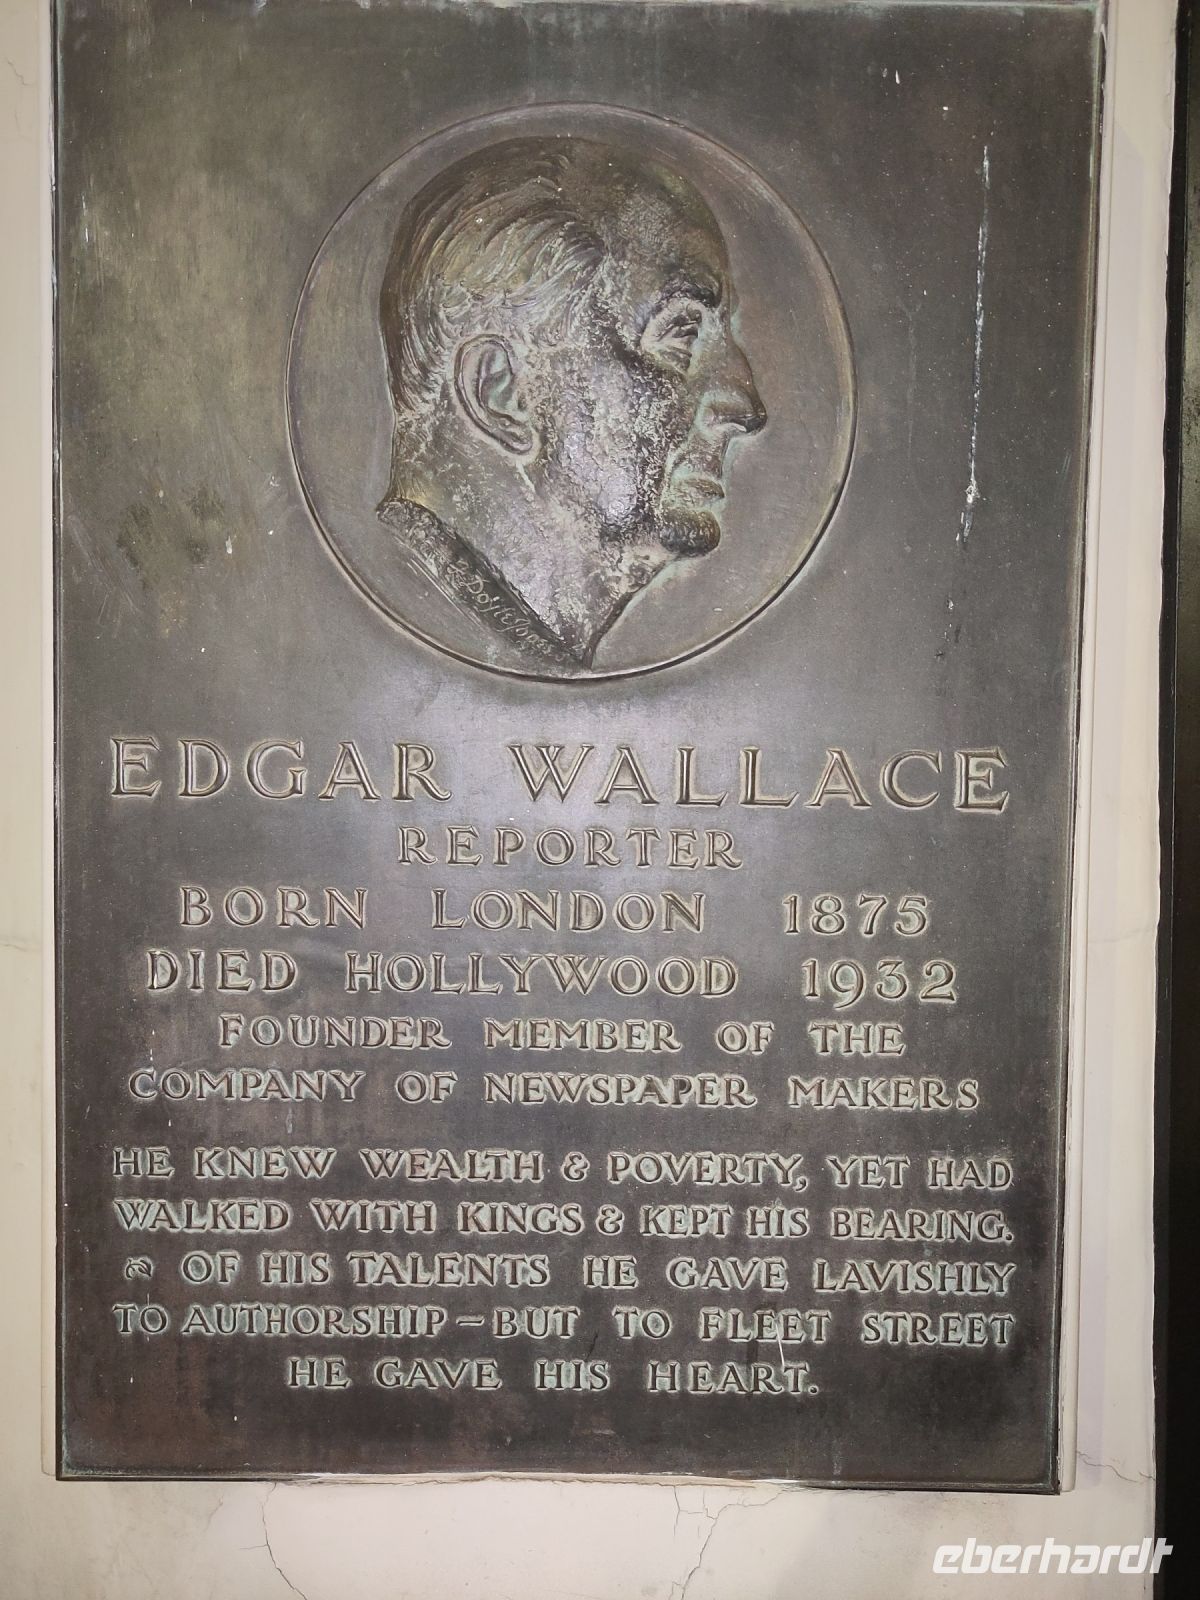 F. Doyle-Jones
EDGAR WALLACE
REPORTER
BORN LONDON 1875
DIED HOLLYWOOD 1932
FOUNDER MEMBER OF THE
COMPANY OF NEWSPAPER MAKERS
HE KNEW WEALTH & POVERTY, YET HAD
WALKED WITH KINGS & KEPT HIS BEARING.
OF HIS TALENTS HE GAVE LAVISHLY
TO AUTHORSHIP – BUT TO FLEET STREET
HE GAVE HIS HEART.
eberhardt